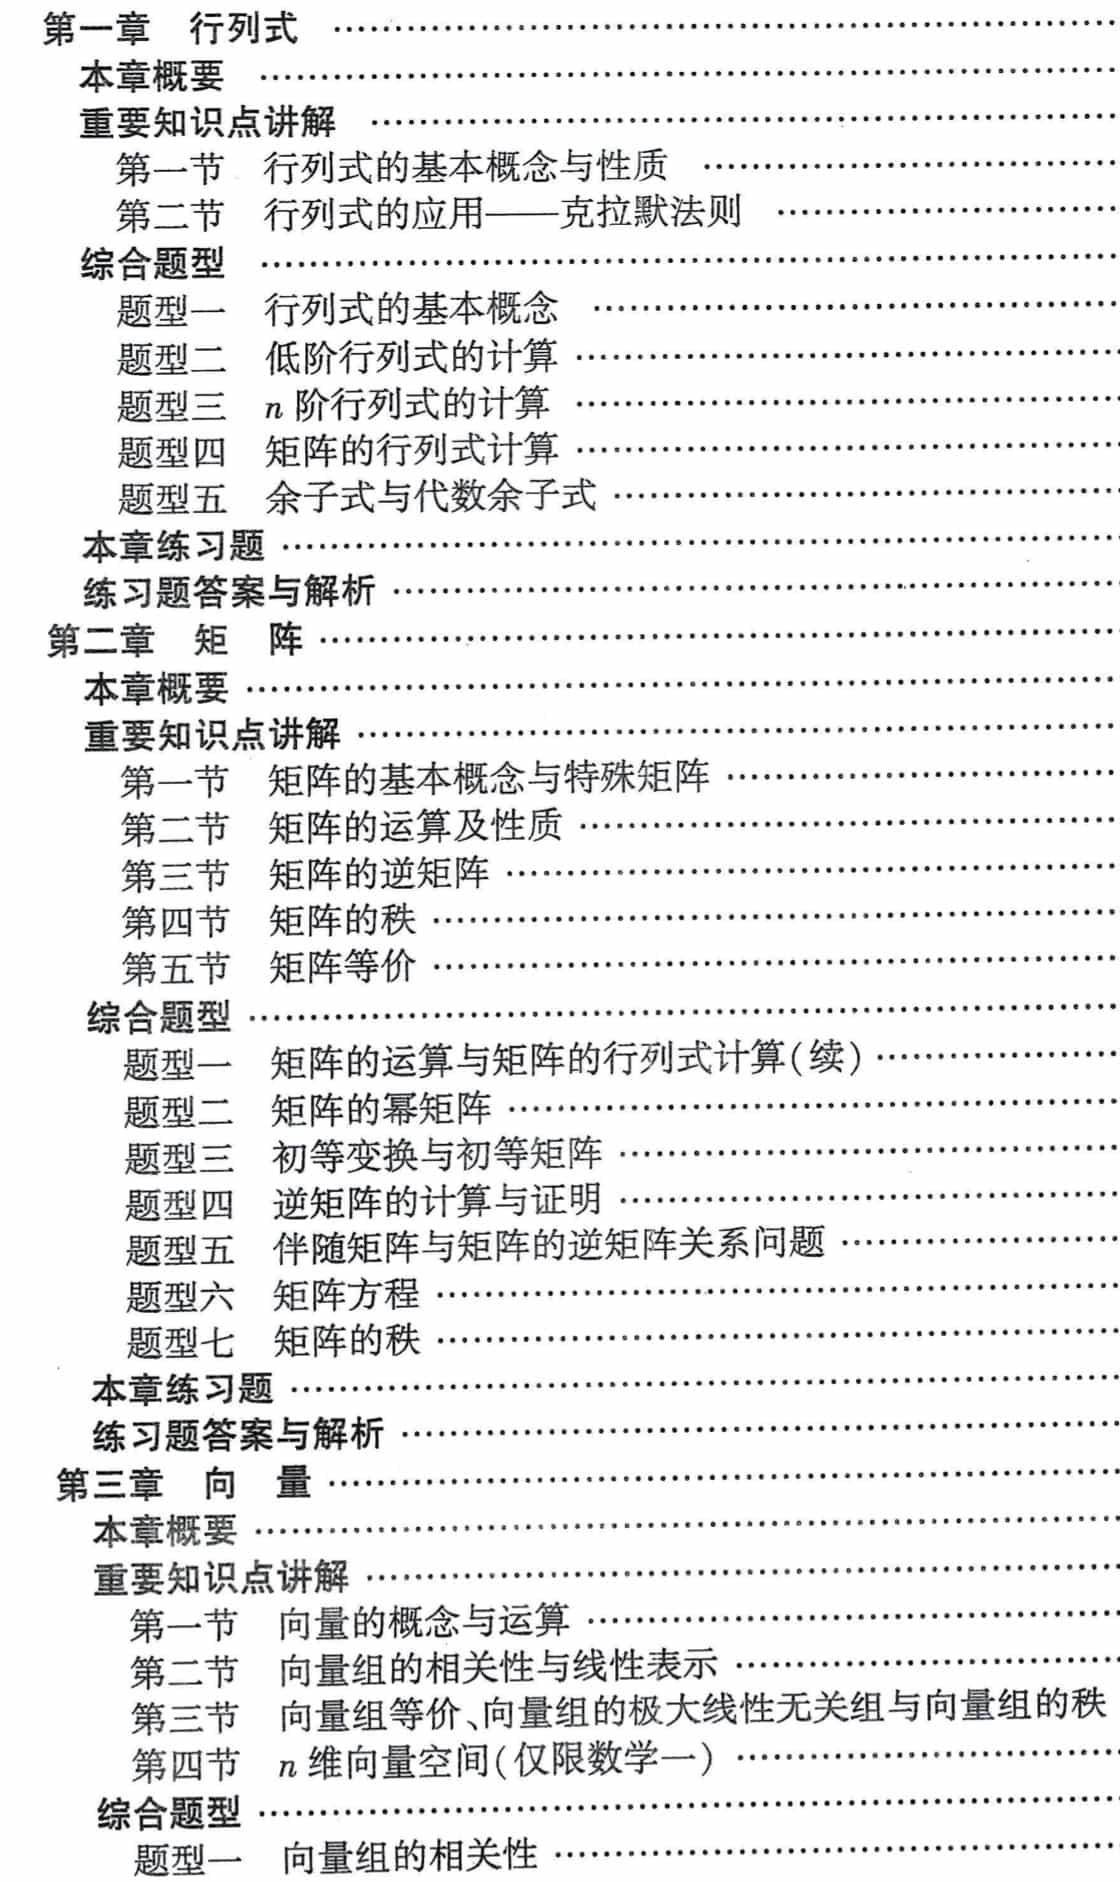 第一章　行列式 ……
本章概要 ……
重要知识点讲解 ……
第一节　行列式的基本概念与性质 ……
第二节　行列式的应用——克拉默法则 ……
综合题型 ……
题型一　行列式的基本概念 ……
题型二　低阶行列式的计算 ……
题型三　n 阶行列式的计算 ……
题型四　矩阵的行列式计算 ……
题型五　余子式与代数余子式 ……
本章练习题 ……
练习题答案与解析 ……
第二章　矩　阵 ……
本章概要 ……
重要知识点讲解 ……
第一节　矩阵的基本概念与特殊矩阵 ……
第二节　矩阵的运算及性质 ……
第三节　矩阵的逆矩阵 ……
第四节　矩阵的秩 ……
第五节　矩阵等价 ……
综合题型 ……
题型一　矩阵的运算与矩阵的行列式计算(续) ……
题型二　矩阵的幂矩阵 ……
题型三　初等变换与初等矩阵 ……
题型四　逆矩阵的计算与证明 ……
题型五　伴随矩阵与矩阵的逆矩阵关系问题 ……
题型六　矩阵方程 ……
题型七　矩阵的秩 ……
本章练习题 ……
练习题答案与解析 ……
第三章　向　量 ……
本章概要 ……
重要知识点讲解 ……
第一节　向量的概念与运算 ……
第二节　向量组的相关性与线性表示 ……
第三节　向量组等价、向量组的极大线性无关组与向量组的秩
第四节　n 维向量空间(仅限数学一) ……
综合题型 ……
题型一　向量组的相关性 ……